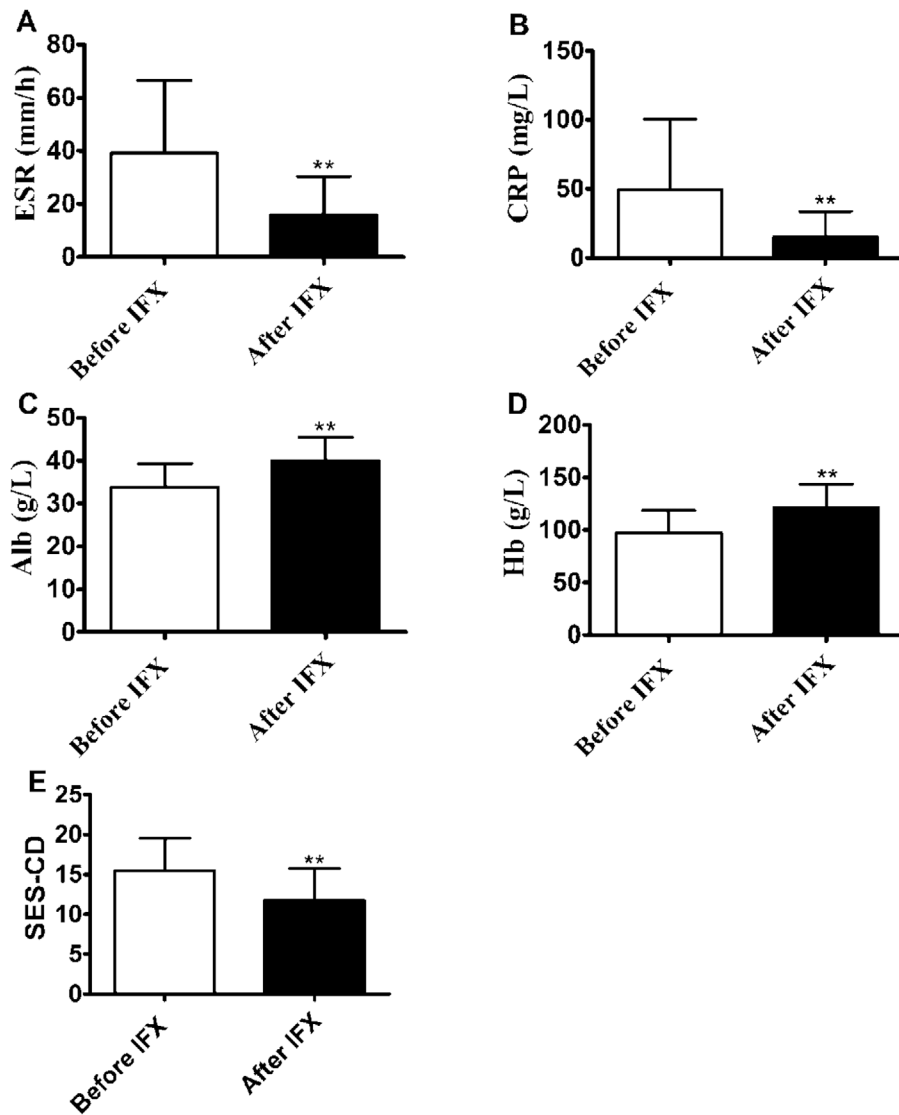 A
ESR (mm/h)
80
60
40
20
0
**
Before IFX
After IFX
B
CRP (mg/L)
150
100
50
0
**
Before IFX
After IFX
C
Alb (g/L)
50
40
30
20
10
0
**
Before IFX
After IFX
D
Hb (g/L)
200
150
100
50
0
**
Before IFX
After IFX
E
SES-CD
25
20
15
10
5
0
**
Before IFX
After IFX